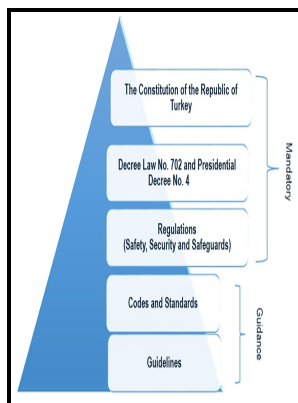 The Constitution of the Republic of
Turkey
Decree Law No. 702 and Presidential
Decree No. 4
Regulations
(Safety, Security and Safeguards)
Mandatory
Codes and Standards
Guidelines
Guidance